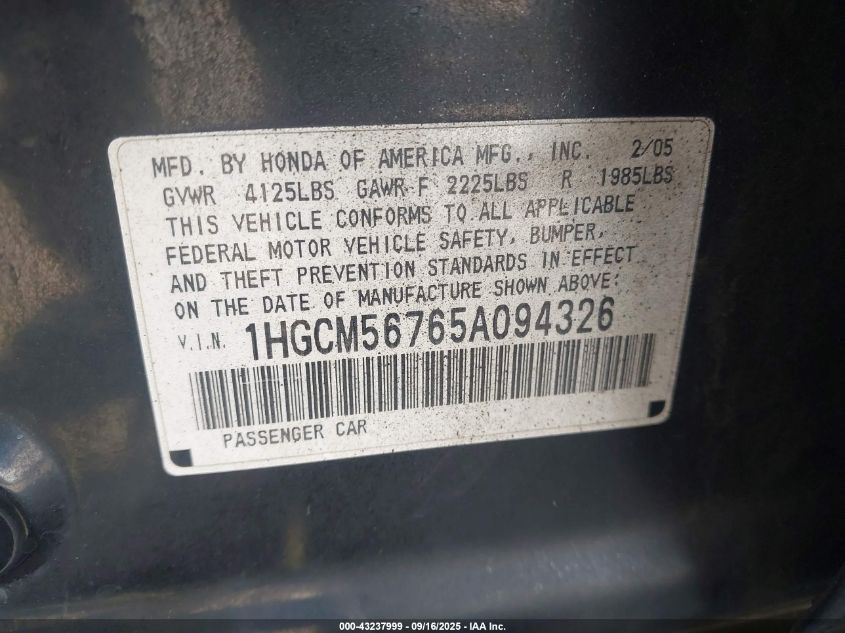 MFD. BY HONDA OF AMERICA MFG., INC. 2/05
GVWR 4125LBS GAWR F 2225LBS R 1985LBS
THIS VEHICLE CONFORMS TO ALL APPLICABLE
FEDERAL MOTOR VEHICLE SAFETY, BUMPER,
AND THEFT PREVENTION STANDARDS IN EFFECT
ON THE DATE OF MANUFACTURE SHOWN ABOVE:
V.I.N. 1HGCM56765A094326
PASSENGER CAR
000-43237999 - 09/16/2025 - IAA Inc.